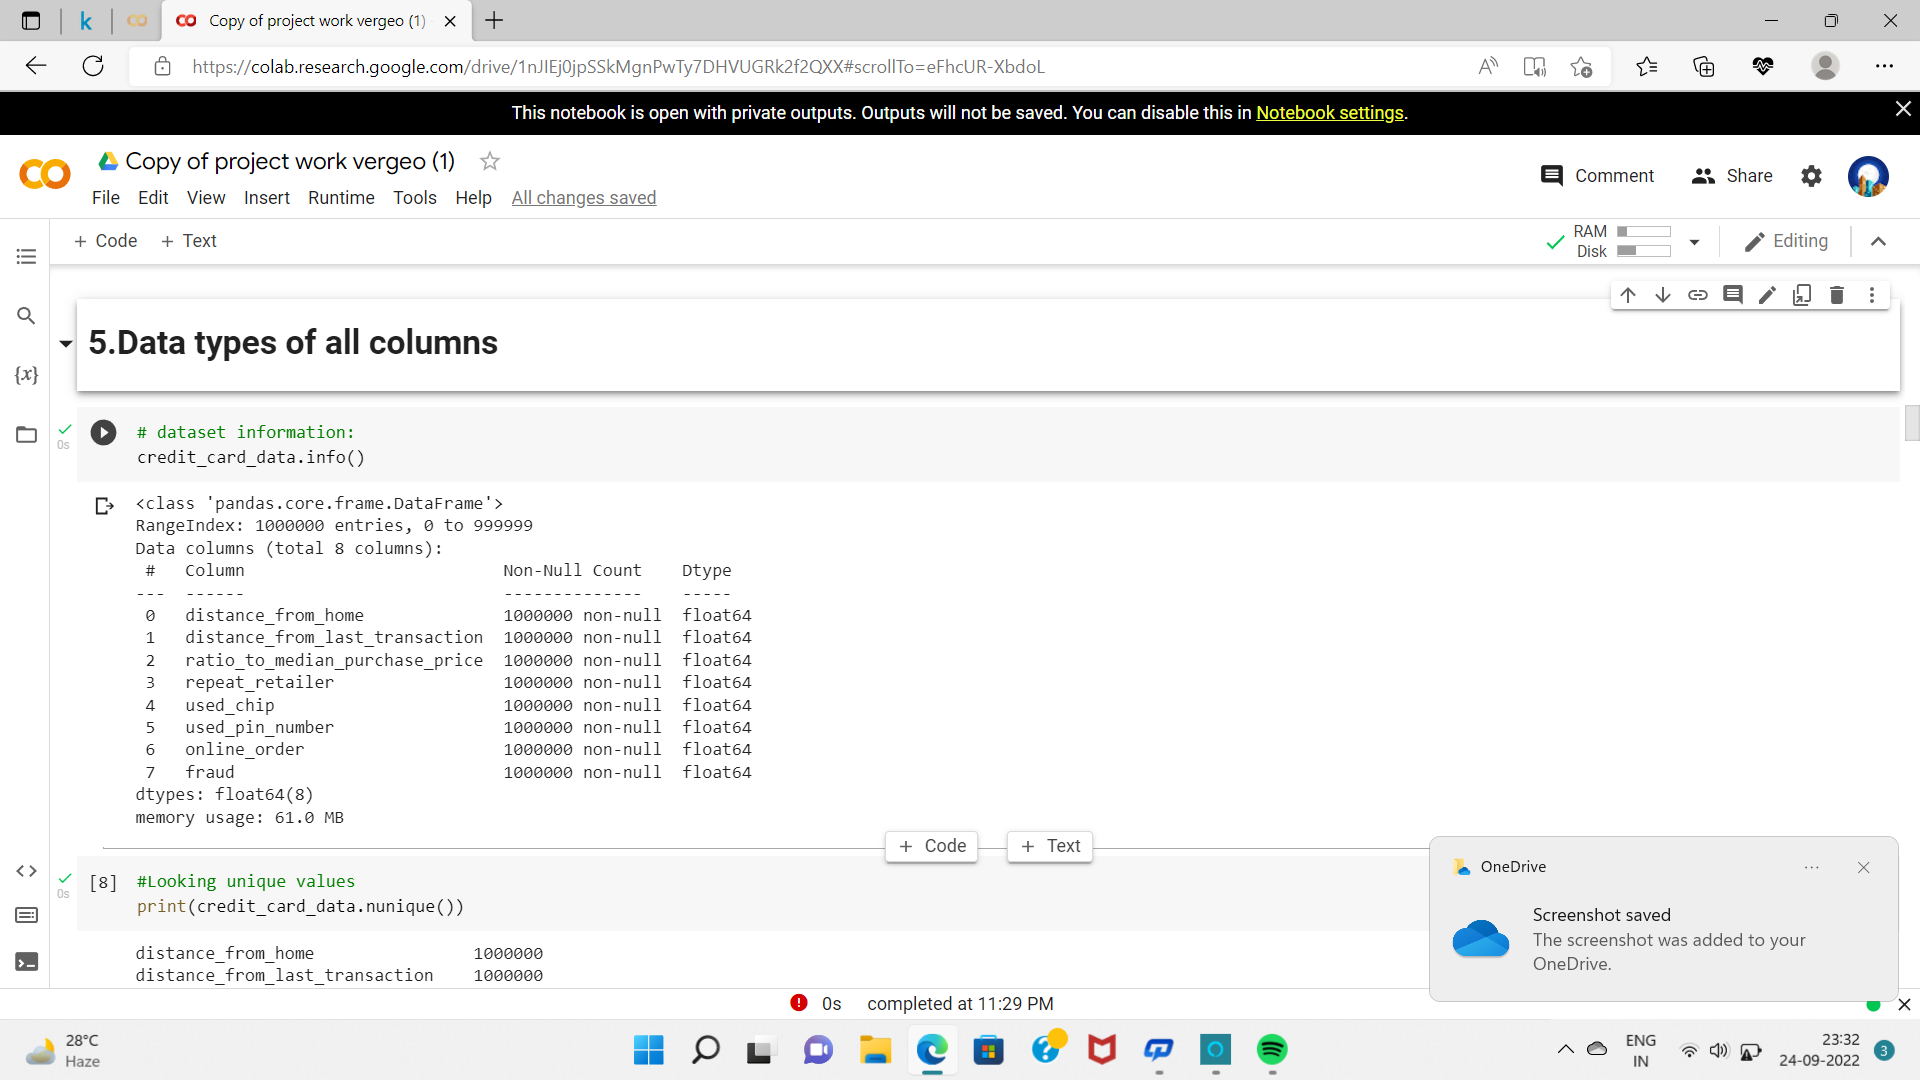 Copy of project work vergeo (1)
https://colab.research.google.com/drive/1nJIEj0jpSSkMgnPwTy7DHVUGRk2f2QXX#scrollTo=eFhcUR-XbdoL
This notebook is open with private outputs. Outputs will not be saved. You can disable this in Notebook settings.
Copy of project work vergeo (1)
File Edit View Insert Runtime Tools Help All changes saved
Comment Share
+ Code + Text
RAM
Disk
Editing
5.Data types of all columns
0s
# dataset information:
credit_card_data.info()
<class 'pandas.core.frame.DataFrame'>
RangeIndex: 1000000 entries, 0 to 999999
Data columns (total 8 columns):
# Column Non-Null Count Dtype
--- ------ -------------- -----
0 distance_from_home 1000000 non-null float64
1 distance_from_last_transaction 1000000 non-null float64
2 ratio_to_median_purchase_price 1000000 non-null float64
3 repeat_retailer 1000000 non-null float64
4 used_chip 1000000 non-null float64
5 used_pin_number 1000000 non-null float64
6 online_order 1000000 non-null float64
7 fraud 1000000 non-null float64
dtypes: float64(8)
memory usage: 61.0 MB
+ Code + Text
0s
[8] #Looking unique values
print(credit_card_data.nunique())
distance_from_home 1000000
distance_from_last_transaction 1000000
OneDrive
Screenshot saved
The screenshot was added to your
OneDrive.
0s completed at 11:29 PM
28°C
Haze
ENG
IN
23:32
24-09-2022
3